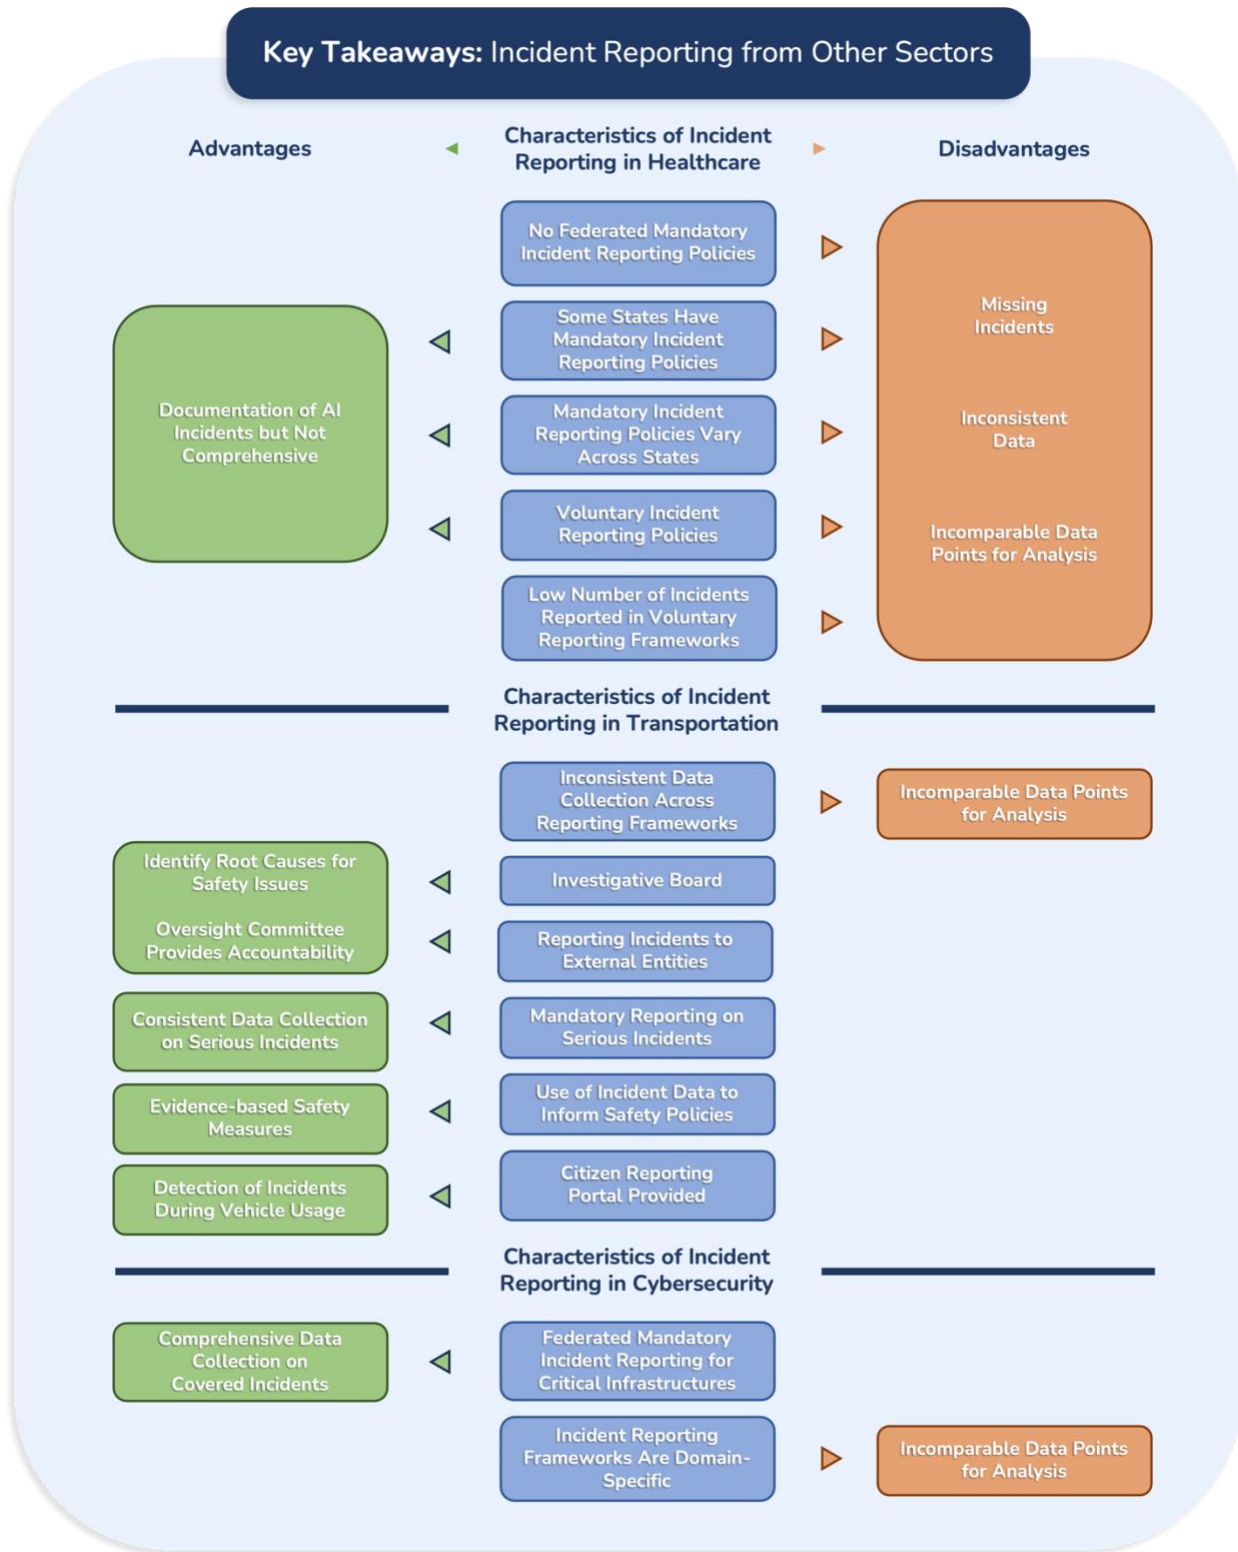 Key Takeaways: Incident Reporting from Other Sectors
Advantages
Characteristics of Incident
Reporting in Healthcare
Disadvantages
No Federated Mandatory
Incident Reporting Policies
Some States Have
Mandatory Incident
Reporting Policies
Mandatory Incident
Reporting Policies Vary
Across States
Voluntary Incident
Reporting Policies
Low Number of Incidents
Reported in Voluntary
Reporting Frameworks
Documentation of AI
Incidents but Not
Comprehensive
Missing
Incidents
Inconsistent
Data
Incomparable Data
Points for Analysis
Characteristics of Incident
Reporting in Transportation
Inconsistent Data
Collection Across
Reporting Frameworks
Incomparable Data Points
for Analysis
Identify Root Causes for
Safety Issues
Oversight Committee
Provides Accountability
Investigative Board
Reporting Incidents to
External Entities
Consistent Data Collection
on Serious Incidents
Mandatory Reporting on
Serious Incidents
Evidence-based Safety
Measures
Use of Incident Data to
Inform Safety Policies
Detection of Incidents
During Vehicle Usage
Citizen Reporting
Portal Provided
Characteristics of Incident
Reporting in Cybersecurity
Comprehensive Data
Collection on
Covered Incidents
Federated Mandatory
Incident Reporting for
Critical Infrastructures
Incident Reporting
Frameworks Are Domain-
Specific
Incomparable Data Points
for Analysis